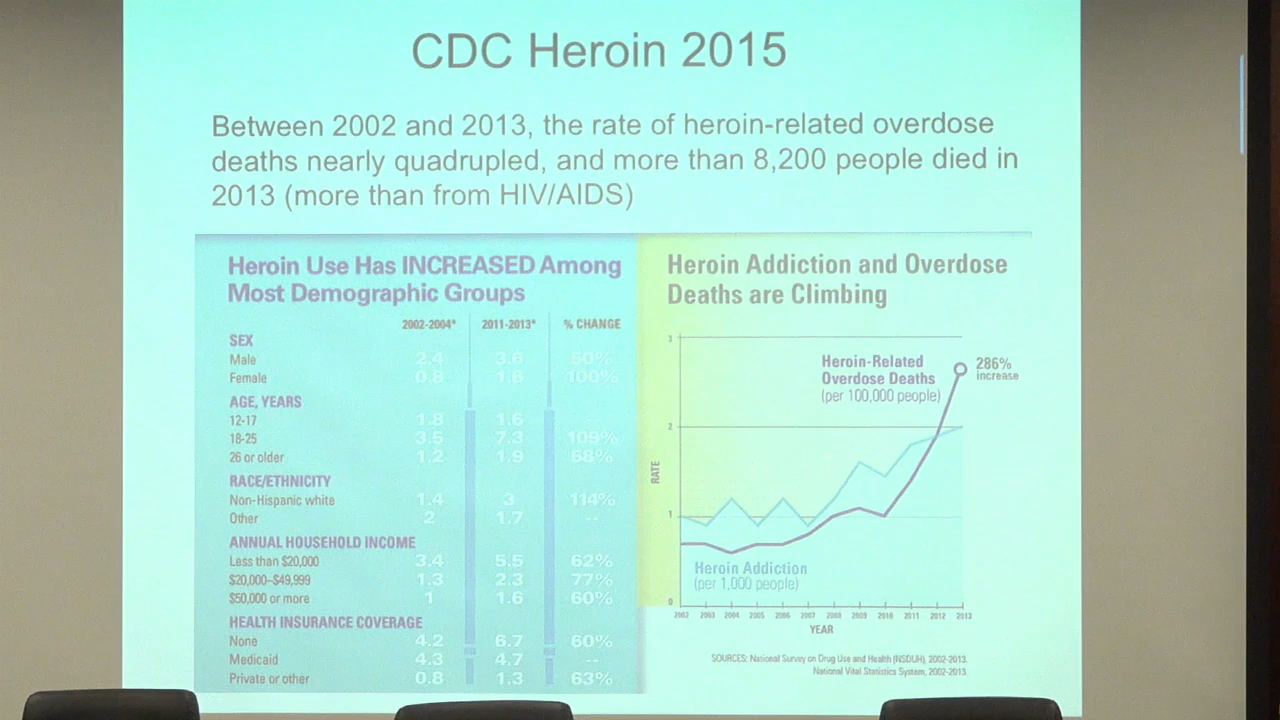 CDC Heroin 2015
Between 2002 and 2013, the rate of heroin-related overdose
deaths nearly quadrupled, and more than 8,200 people died in
2013 (more than from HIV/AIDS)
Heroin Use Has INCREASED Among
Most Demographic Groups
2002-2004* 2011-2013* % CHANGE
SEX
Male 2.4 3.6 50%
Female 0.8 1.6 100%
AGE, YEARS
12-17 1.8 1.6 --
18-25 3.5 7.3 109%
26 or older 1.2 1.9 58%
RACE/ETHNICITY
Non-Hispanic white 1.4 3 114%
Other 2 1.7 --
ANNUAL HOUSEHOLD INCOME
Less than $20,000 3.4 5.5 62%
$20,000–$49,999 1.3 2.3 77%
$50,000 or more 1 1.6 60%
HEALTH INSURANCE COVERAGE
None 4.2 6.7 60%
Medicaid 4.3 4.7 --
Private or other 0.8 1.3 63%
Heroin Addiction and Overdose
Deaths are Climbing
3
2
1
0
RATE
Heroin-Related
Overdose Deaths
(per 100,000 people)
286%
increase
Heroin Addiction
(per 1,000 people)
2002 2003 2004 2005 2006 2007 2008 2009 2010 2011 2012 2013
YEAR
SOURCES: National Survey on Drug Use and Health (NSDUH), 2002-2013.
National Vital Statistics System, 2002-2013.